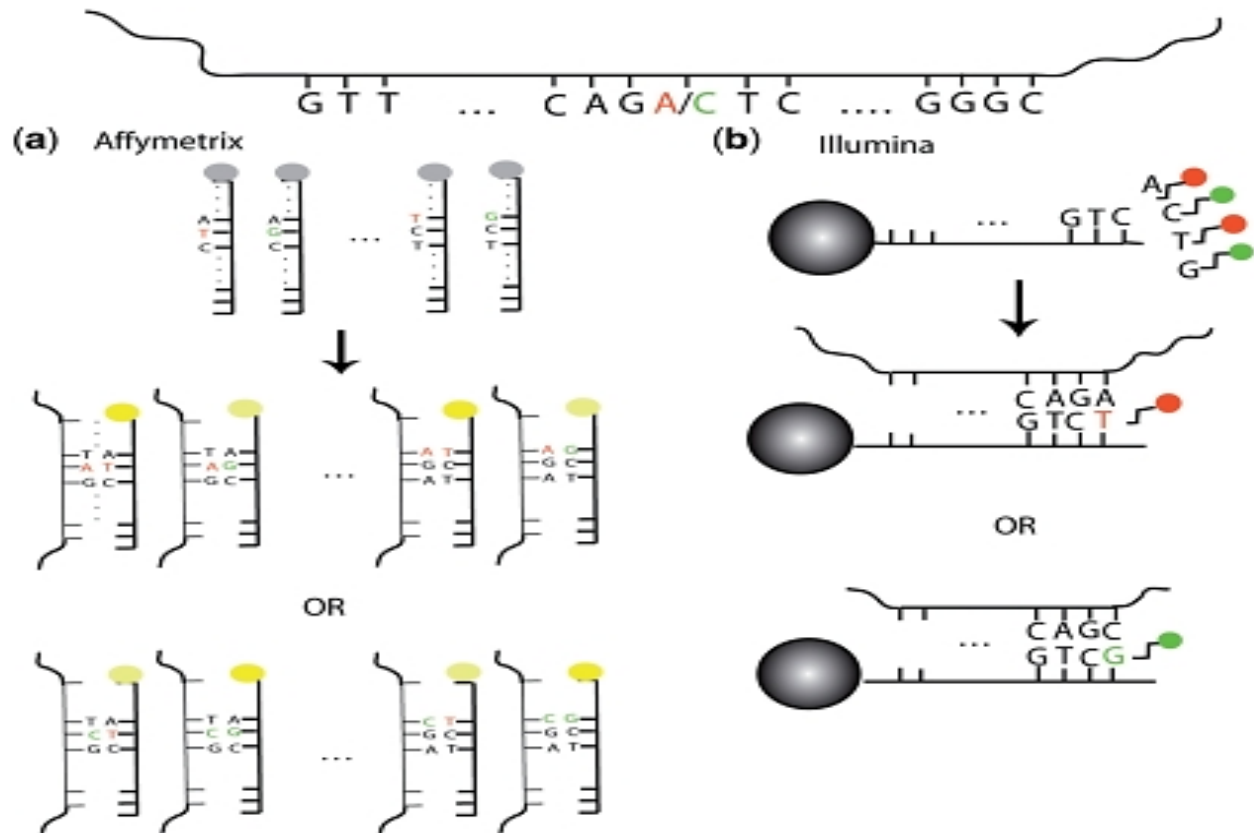 G T T ... C A G A/C T C .... G G G C
(a) Affymetrix
A A T G
T G ... C C
C C T T
T A T A A T A G
A T A G ... G C G C
G C G C A T A T
OR
T A T A C T C G
C T C G G C G C
G C G C ... A T A T
(b) Illumina
... G T C
A
C
T
G
C A G A
... G T C T
OR
C A G C
... G T C G